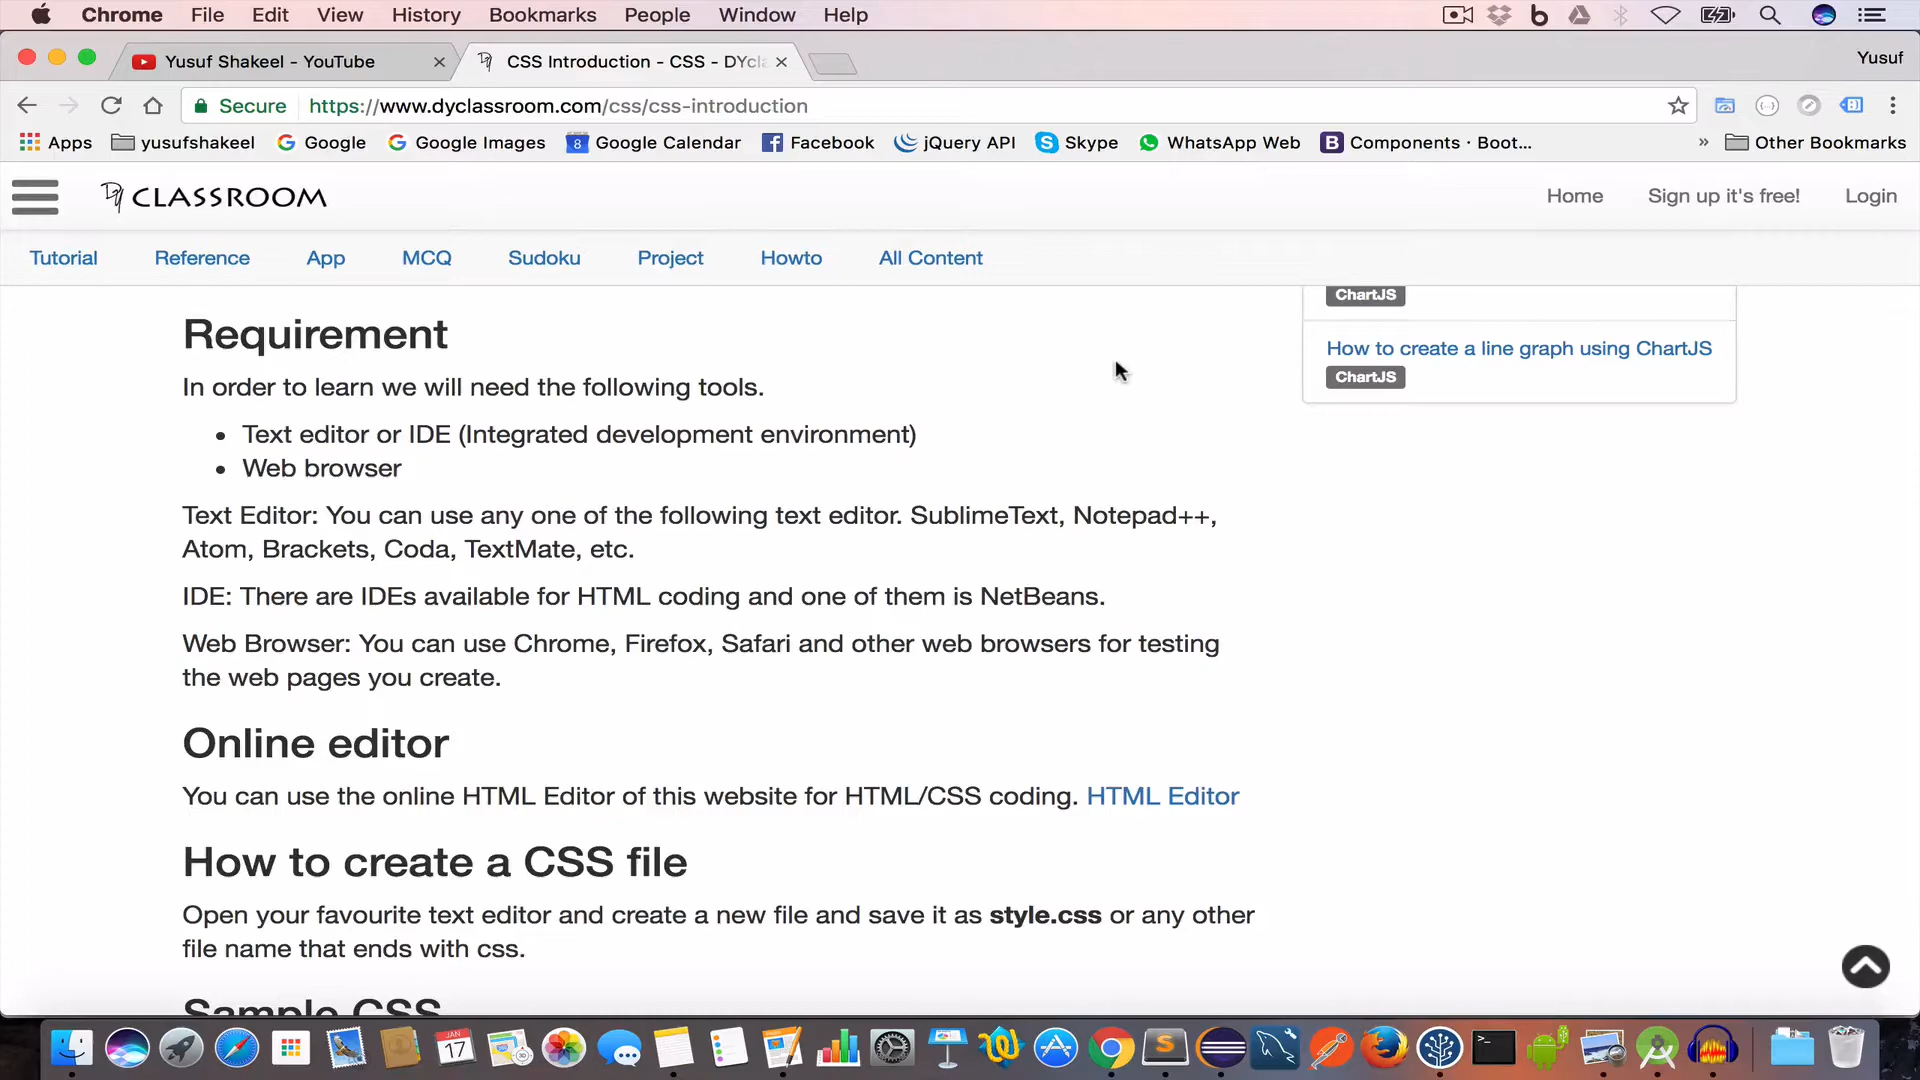 Chrome File Edit View History Bookmarks People Window Help
Yusuf Shakeel - YouTube
CSS Introduction - CSS - DYcla
Yusuf
Secure https://www.dyclassroom.com/css/css-introduction
Apps yusufshakeel Google Google Images 8 Google Calendar Facebook jQuery API Skype WhatsApp Web B Components · Boot... » Other Bookmarks
CLASSROOM
Home Sign up it's free! Login
Tutorial Reference App MCQ Sudoku Project Howto All Content
ChartJS
How to create a line graph using ChartJS
ChartJS
Requirement
In order to learn we will need the following tools.
• Text editor or IDE (Integrated development environment)
• Web browser
Text Editor: You can use any one of the following text editor. SublimeText, Notepad++,
Atom, Brackets, Coda, TextMate, etc.
IDE: There are IDEs available for HTML coding and one of them is NetBeans.
Web Browser: You can use Chrome, Firefox, Safari and other web browsers for testing
the web pages you create.
Online editor
You can use the online HTML Editor of this website for HTML/CSS coding. HTML Editor
How to create a CSS file
Open your favourite text editor and create a new file and save it as style.css or any other
file name that ends with css.
Sample CSS
JAN
17